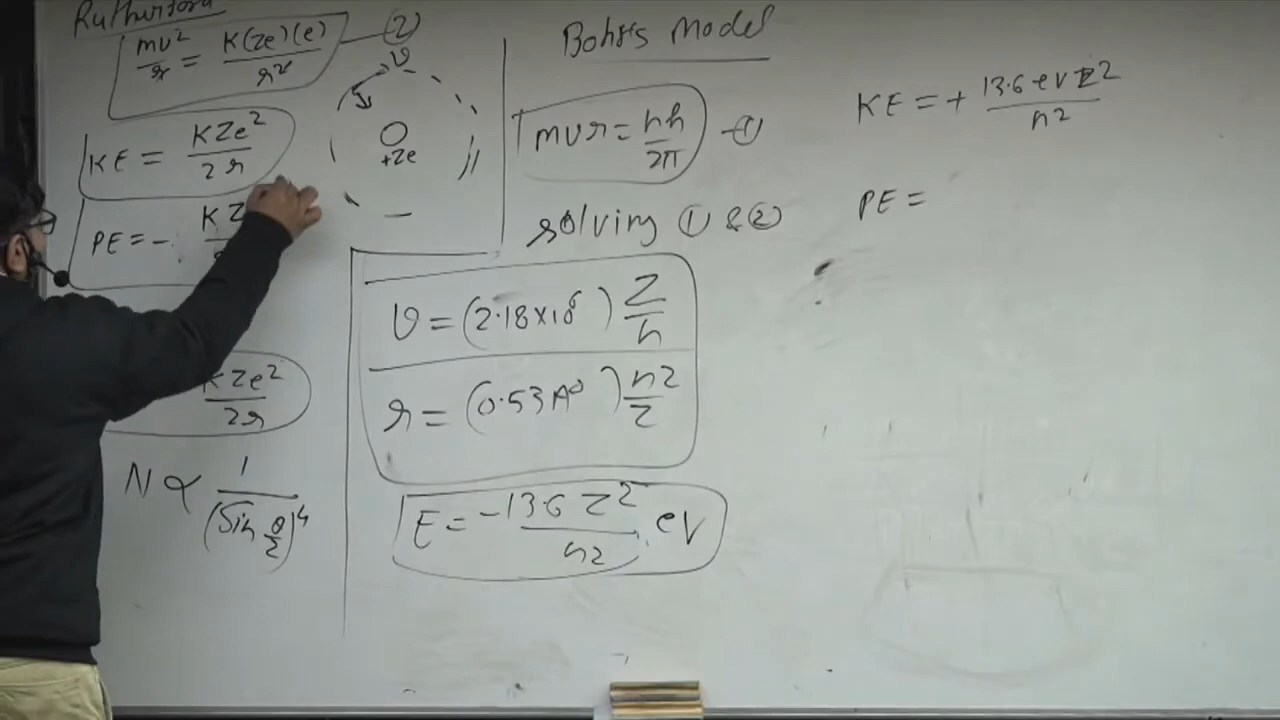 Rutherford
mv²/r = K(Ze)(e)/r² — ②
KE = KZe²/2r
PE = - KZ
KZe²/2r
N ∝ 1/(Sin θ/2)⁴
v
+Ze
Bohr's Model
mvr = nh/2π — ①
solving ① & ②
v = (2.18×10⁶) Z/n
r = (0.53A⁰) n²/Z
E = -13.6 Z²/n² eV
KE = + 13.6 eV Z²/n²
PE =